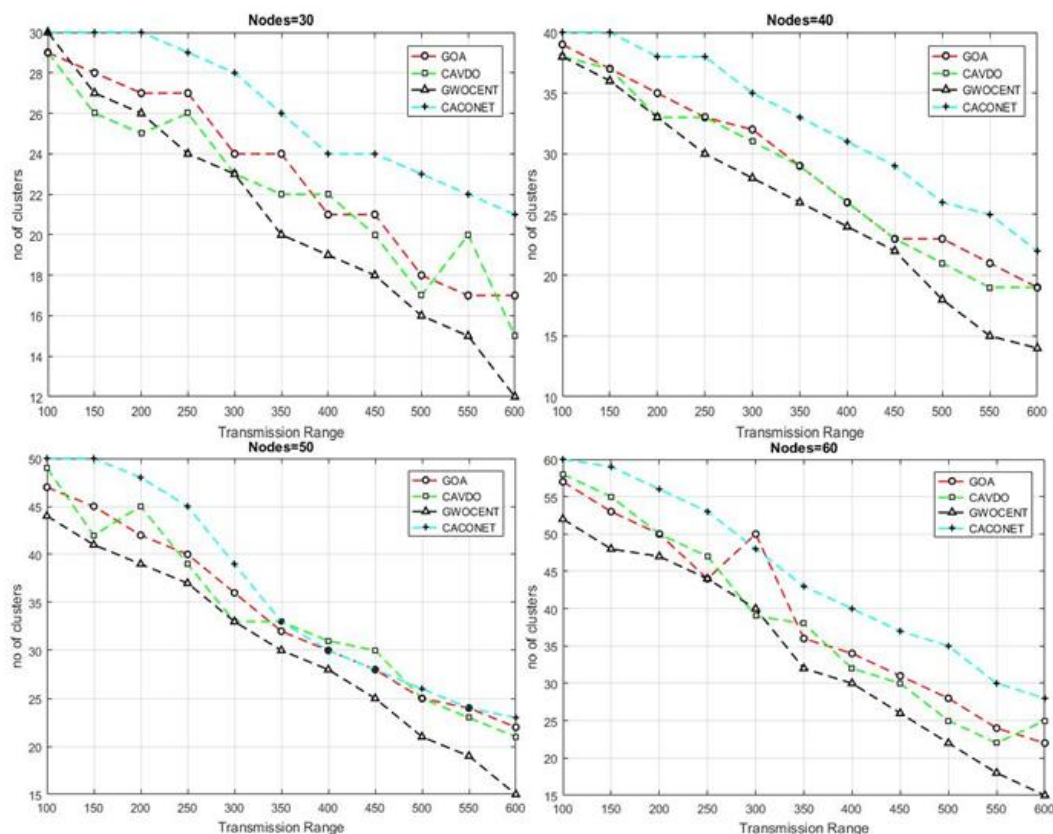 Nodes=30
30
28
26
24
22
20
18
16
14
12
no of clusters
GOA
CAVDO
GWOCENT
CACONET
100 150 200 250 300 350 400 450 500 550 600
Transmission Range
Nodes=40
40
35
30
25
20
15
10
no of clusters
GOA
CAVDO
GWOCENT
CACONET
100 150 200 250 300 350 400 450 500 550 600
Transmission Range
Nodes=50
50
45
40
35
30
25
20
15
no of clusters
GOA
CAVDO
GWOCENT
CACONET
100 150 200 250 300 350 400 450 500 550 600
Transmission Range
Nodes=60
60
55
50
45
40
35
30
25
20
15
no of clusters
GOA
CAVDO
GWOCENT
CACONET
100 150 200 250 300 350 400 450 500 550 600
Transmission Range